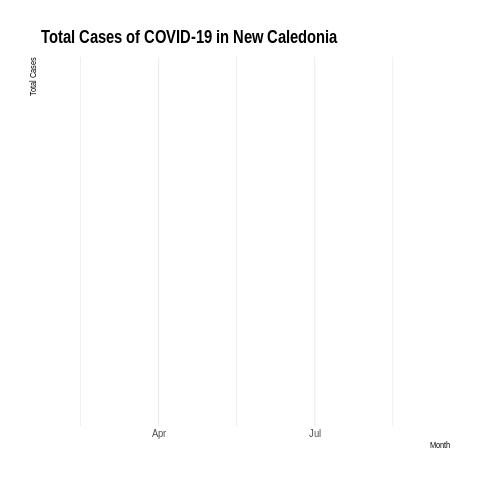 Total Cases of COVID-19 in New Caledonia
Total Cases
Apr
Jul
Month